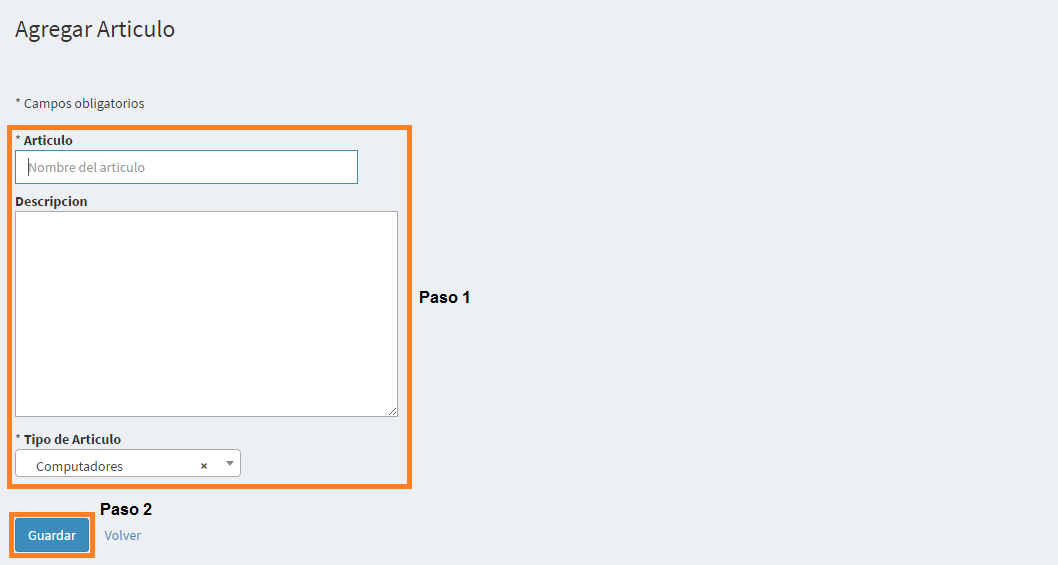 Agregar Articulo
* Campos obligatorios
* Articulo
Nombre del articulo
Descripcion
Paso 1
* Tipo de Articulo
Computadores × 
Paso 2
Guardar Volver